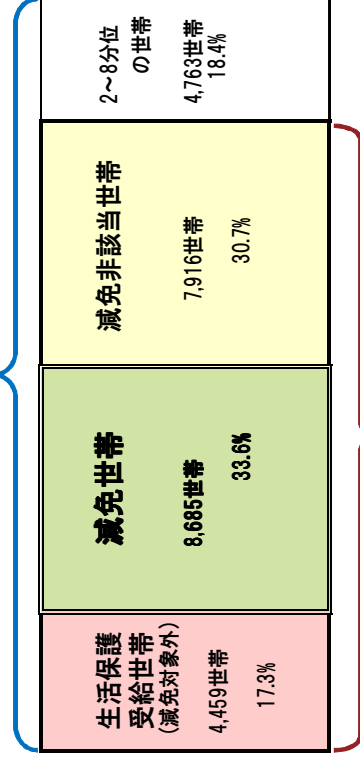 生活保護
受給世帯
(減免対象外)
4,459世帯
17.3%
減免世帯
8,685世帯
33.6%
減免非該当世帯
7,916世帯
30.7%
2～8分位
の世帯
4,763世帯
18.4%